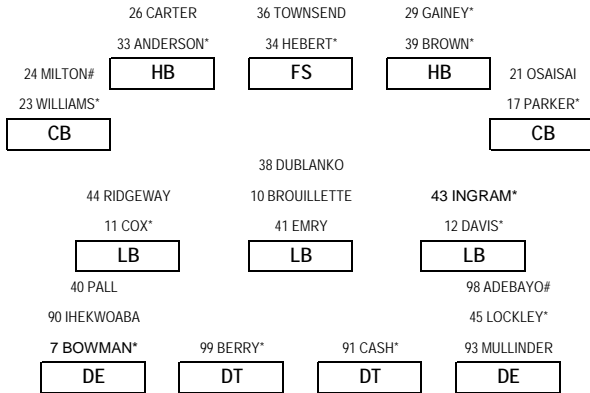 26 CARTER 36 TOWNSEND 29 GAINEY*
33 ANDERSON* 34 HEBERT* 39 BROWN*
24 MILTON# HB FS HB 21 OSAISAI
23 WILLIAMS* 17 PARKER*
CB CB
38 DUBLANKO
44 RIDGEWAY 10 BROUILLETTE 43 INGRAM*
11 COX* 41 EMRY 12 DAVIS*
LB LB LB
40 PALL 98 ADEBAYO#
90 IHEKWOABA 45 LOCKLEY*
7 BOWMAN* 99 BERRY* 91 CASH* 93 MULLINDER
DE DT DT DE